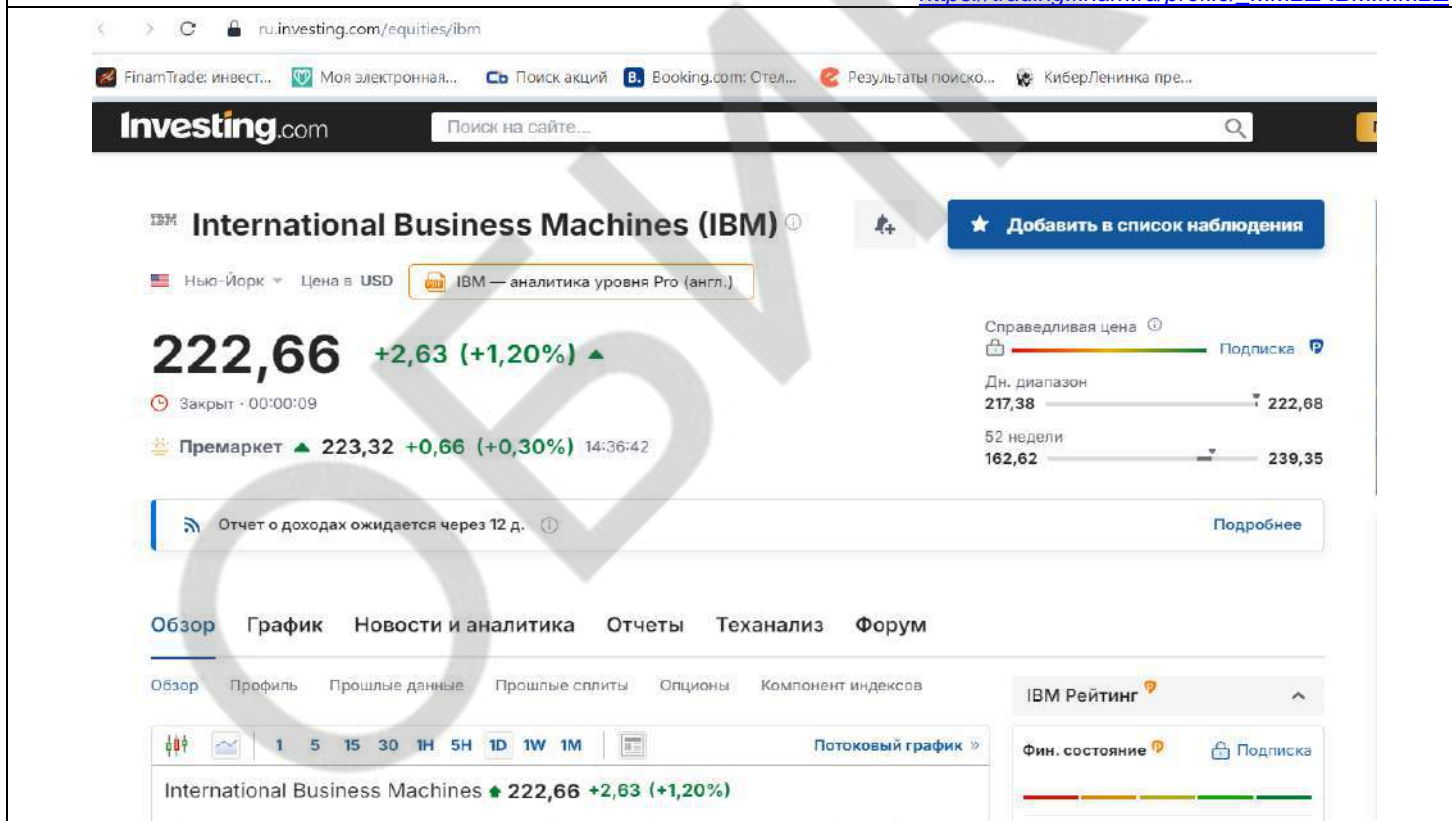 ru.investing.com/equities/ibm
FinamTrade: инвест... Моя электронная... Сь Поиск акций B. Booking.com: Отел... Результаты поиско... КиберЛенинка пре...
Investing.com Поиск на сайте...
IBM International Business Machines (IBM) Добавить в список наблюдения
Нью-Йорк Цена в USD IBM — аналитика уровня Pro (англ.)
222,66 +2,63 (+1,20%)
Справедливая цена
Подписка
Закрыт · 00:00:09
Дн. диапазон
217,38 222,68
Премаркет 223,32 +0,66 (+0,30%) 14:36:42
52 недели
162,62 239,35
Отчет о доходах ожидается через 12 д. Подробнее
Обзор График Новости и аналитика Отчеты Теханализ Форум
Обзор Профиль Прошлые данные Прошлые сплиты Опционы Компонент индексов
IBM Рейтинг
1 5 15 30 1H 5H 1D 1W 1M Потоковый график »
Фин. состояние Подписка
International Business Machines 222,66 +2,63 (+1,20%)